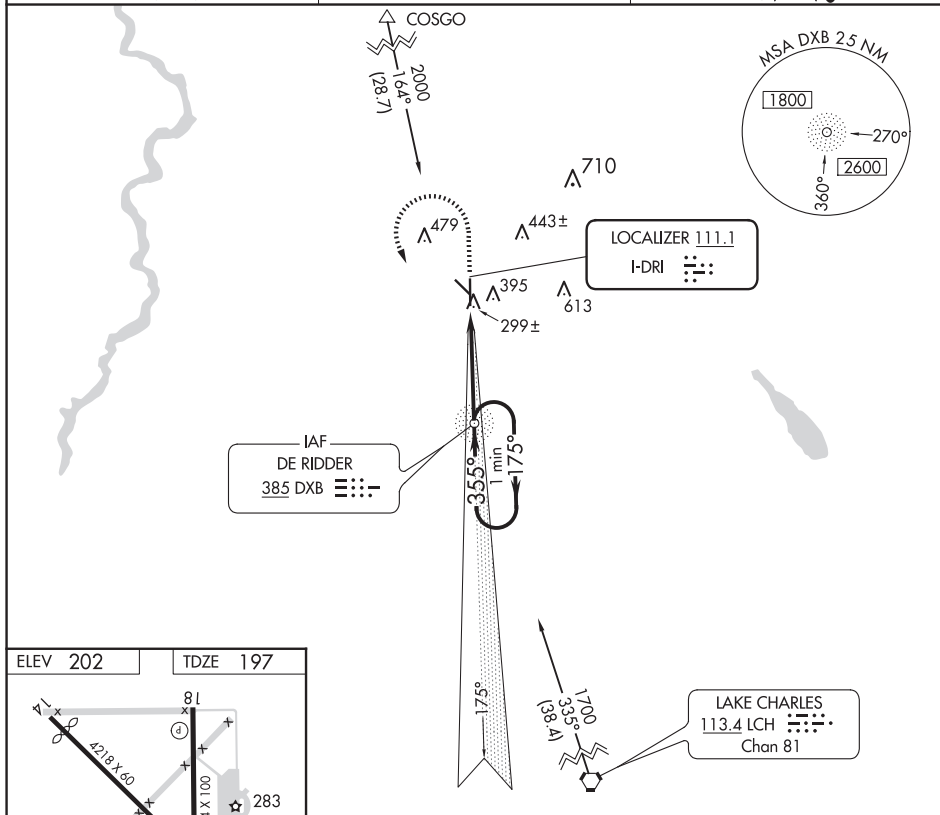 COSGO
2000
164°
(28.7)
MSA DXB 25 NM
1800
270°
2600
360°
710
479
443±
LOCALIZER 111.1
I-DRI
395
613
299±
IAF
DE RIDDER
385 DXB
355°
1 min
175°
175°
1700
335°
(38.4)
LAKE CHARLES
113.4 LCH
Chan 81
ELEV 202
TDZE 197
14
18
P
4218 X 60
4 X 100
283